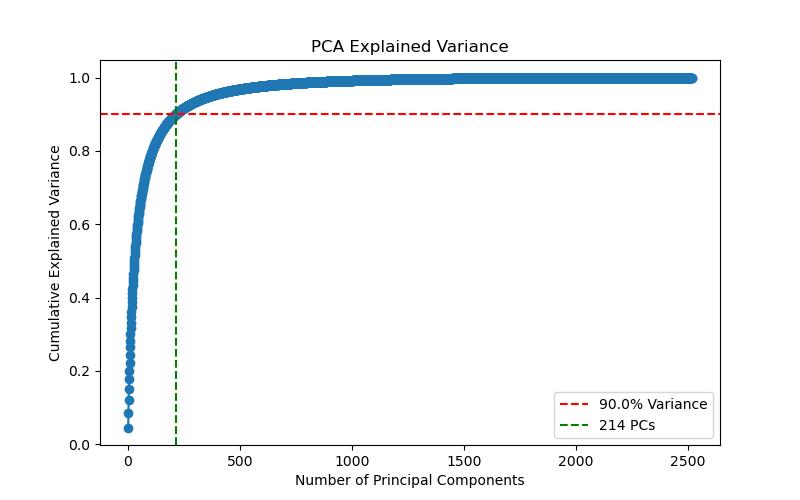 PCA Explained Variance
Cumulative Explained Variance
1.0
0.8
0.6
0.4
0.2
0.0
0
500
1000
1500
2000
2500
Number of Principal Components
90.0% Variance
214 PCs